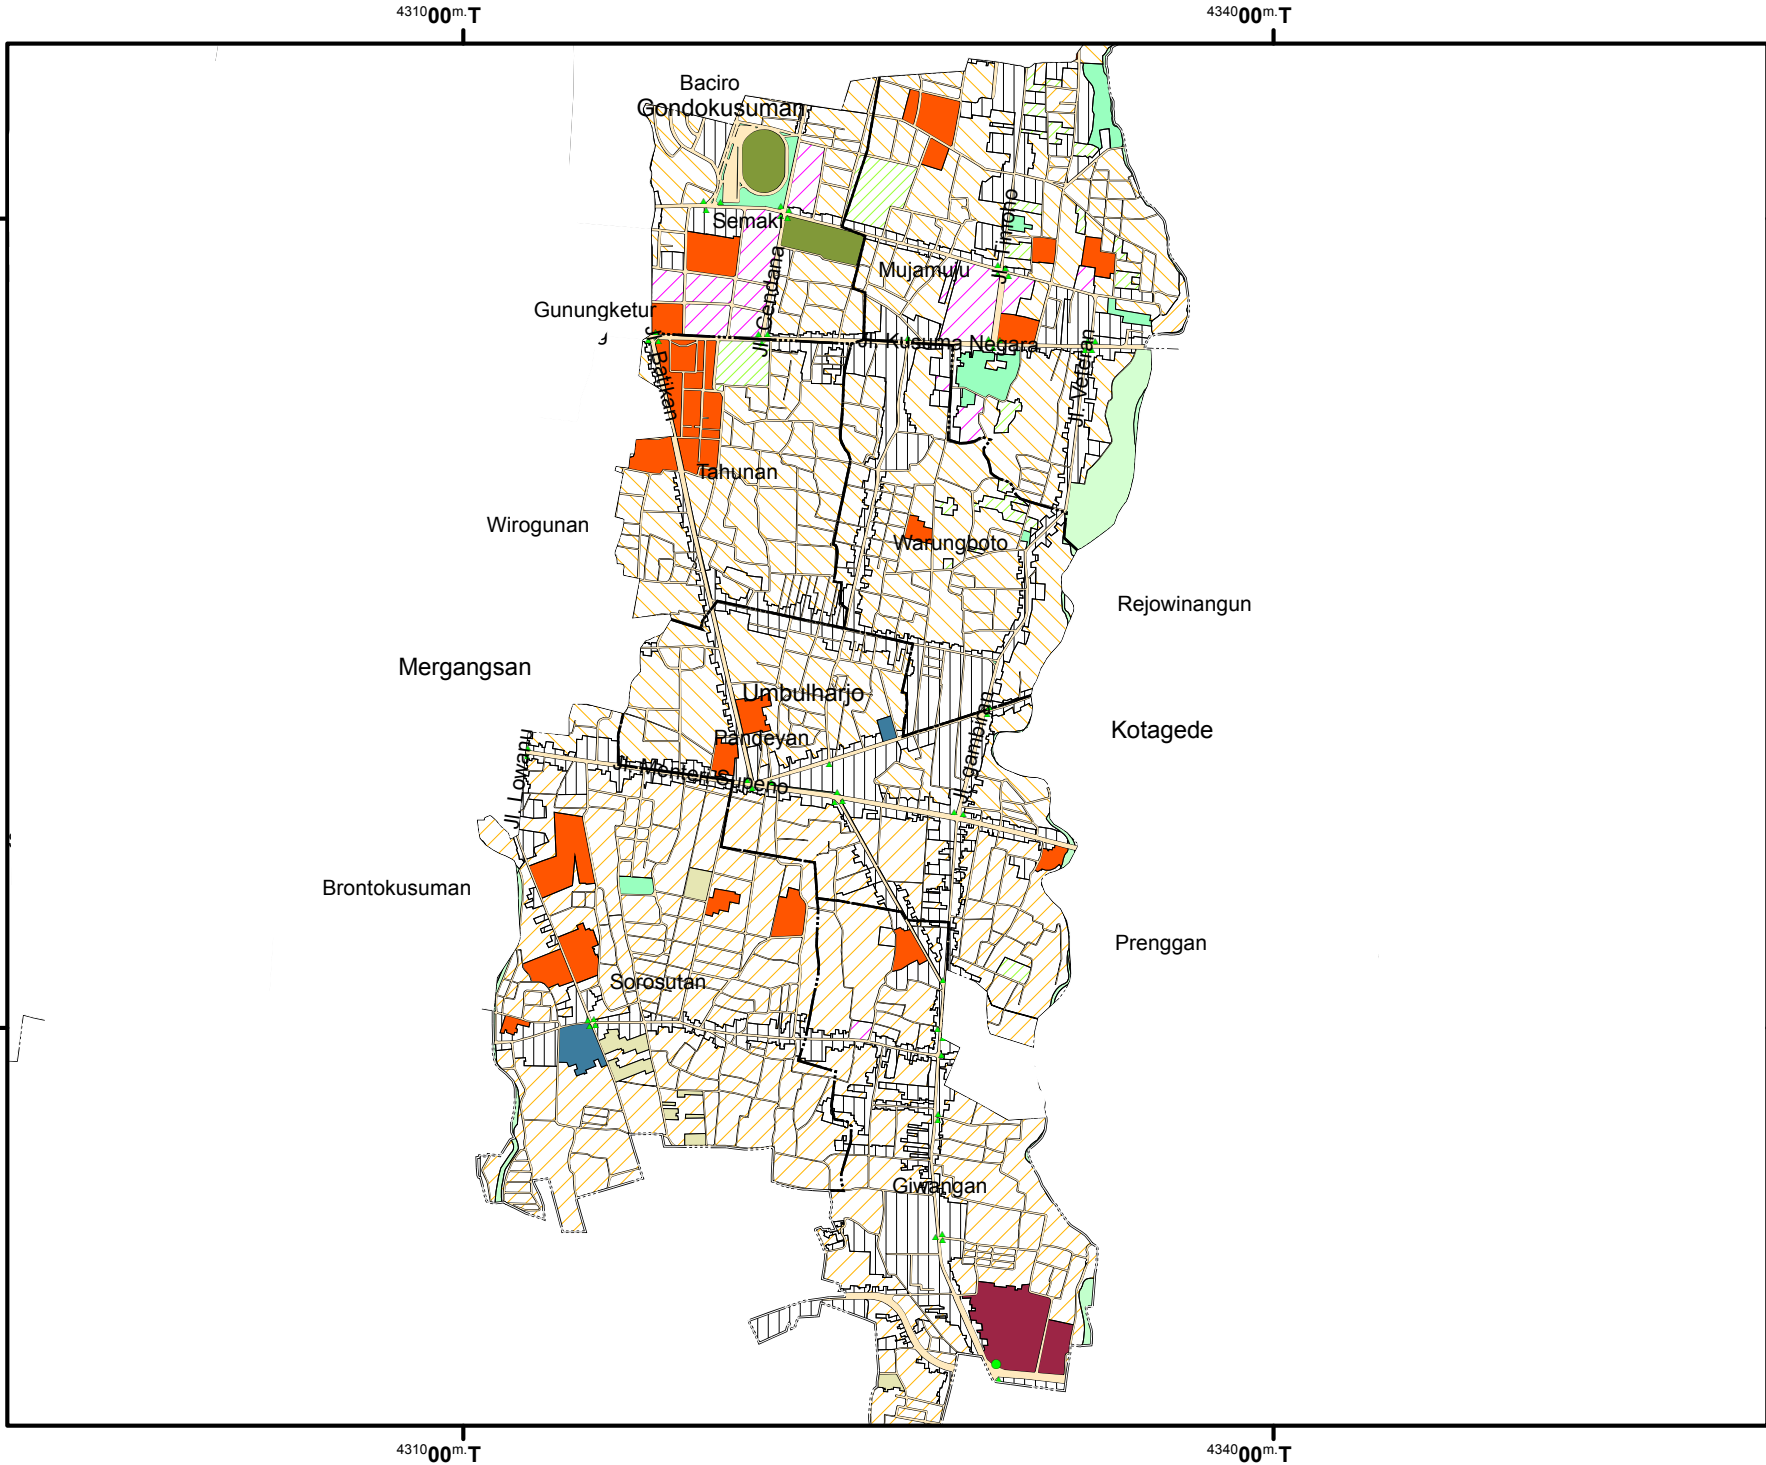 431000m.T 434000m.T
Baciro
Gondokusuman
Semaki
Jl. Timoho
Mujamuju
Jl. Cendana
Gunungketur
Jl. Kusuma Negara
Jl. Batikan
Jl. Veteran
Tahunan
Wirogunan
Warungboto
Rejowinangun
Mergangsan
Umbulharjo
Kotagede
Pandeyan
Jl. Menteri Supeno
Jl. Lowanu
Jl. gambiran
Brontokusuman
Prenggan
Sorosutan
Giwangan
431000m.T 434000m.T